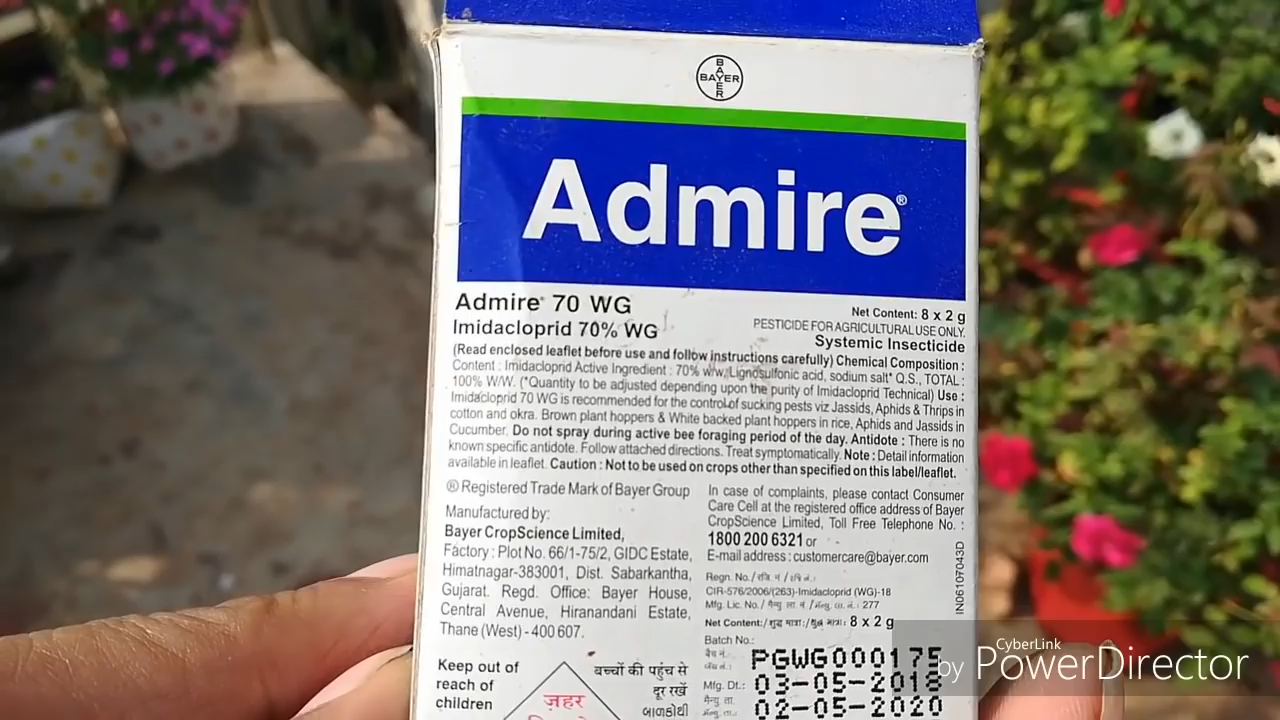 BAYER
BAYER
Admire®
Admire® 70 WG
Imidacloprid 70% WG
Net Content: 8 x 2 g
PESTICIDE FOR AGRICULTURAL USE ONLY.
Systemic Insecticide
(Read enclosed leaflet before use and follow instructions carefully) Chemical Composition :
Content : Imidacloprid Active Ingredient : 70% w/w, Lignosulfonic acid, sodium salt* Q.S., TOTAL :
100% W/W. (*Quantity to be adjusted depending upon the purity of Imidacloprid Technical) Use :
Imidacloprid 70 WG is recommended for the control of sucking pests viz Jassids, Aphids & Thrips in
cotton and okra. Brown plant hoppers & White backed plant hoppers in rice, Aphids and Jassids in
Cucumber. Do not spray during active bee foraging period of the day. Antidote : There is no
known specific antidote. Follow attached directions. Treat symptomatically. Note : Detail information
available in leaflet. Caution : Not to be used on crops other than specified on this label/leaflet.
® Registered Trade Mark of Bayer Group
Manufactured by:
Bayer CropScience Limited,
Factory : Plot No. 66/1-75/2, GIDC Estate,
Himatnagar-383001, Dist. Sabarkantha,
Gujarat. Regd. Office: Bayer House,
Central Avenue, Hiranandani Estate,
Thane (West) - 400 607.
In case of complaints, please contact Consumer
Care Cell at the registered office address of Bayer
CropScience Limited, Toll Free Telephone No. :
1800 200 6321 or
E-mail address : customercare@bayer.com
Regn. No./रजि. नं./
CIR-576/2006/(263)-Imidacloprid (WG)-18
Mfg. Lic. No./ 277
Net Content:/शुद्ध मात्रा:/ 8 x 2 g
IN06107043D
Batch No.:
बैच नं.:
PGWG000175
Mfg. Dt.: 03-05-2018
02-05-2020
Keep out of
reach of
children
ज़हर
बच्चों की पहुंच से
दूर रखें
બાળકોથી
CyberLink
by PowerDirector